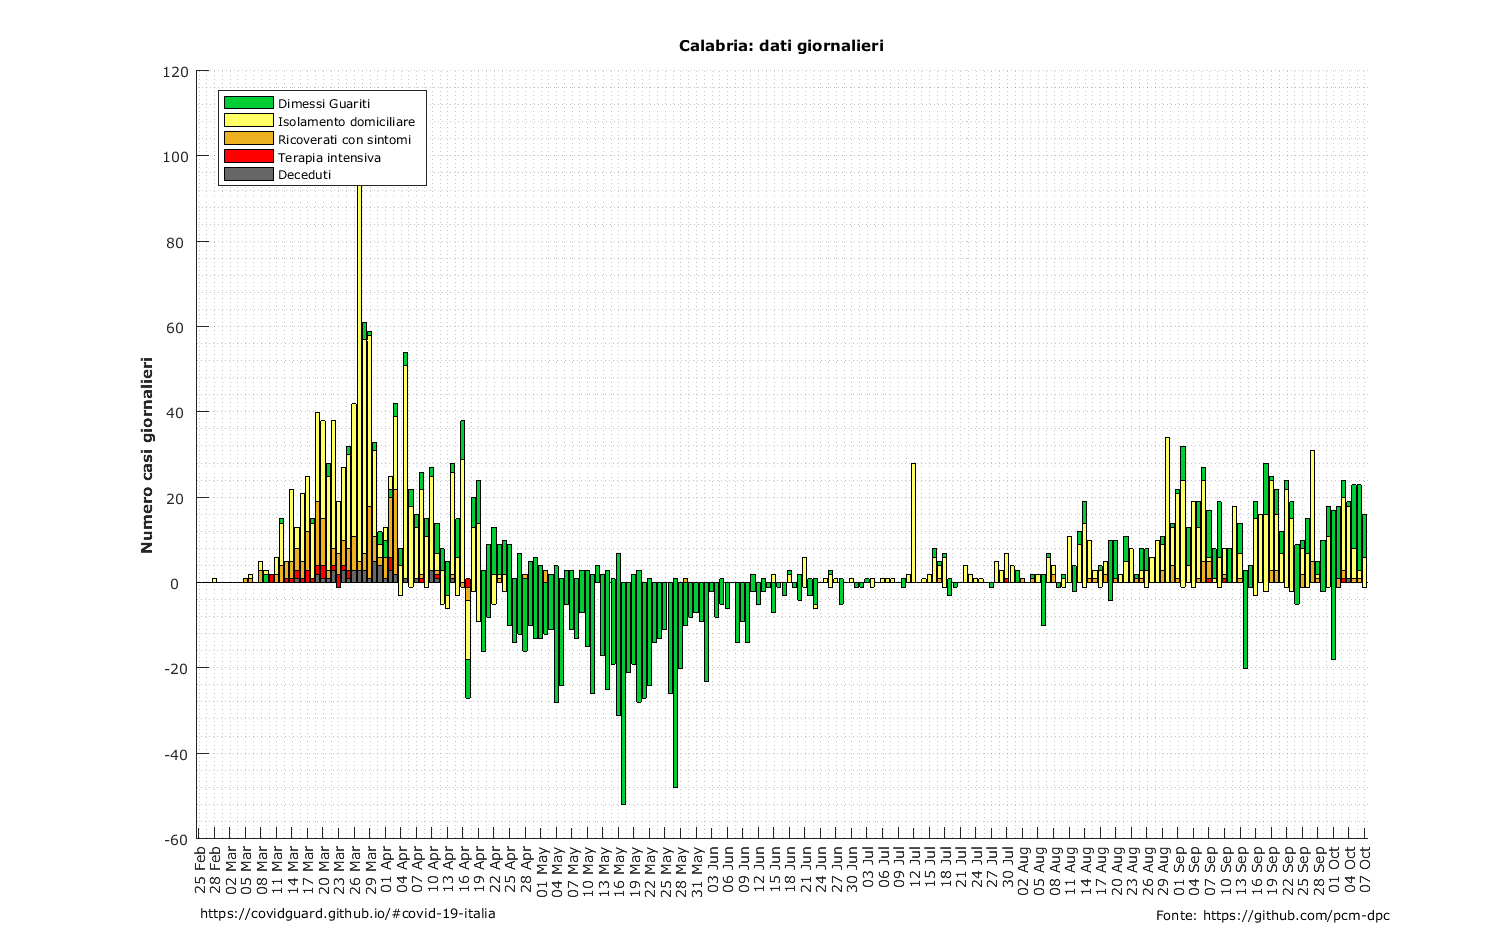 Calabria: dati giornalieri
Numero casi giornalieri
120
100
80
60
40
20
0
-20
-40
-60
Dimessi Guariti
Isolamento domiciliare
Ricoverati con sintomi
Terapia intensiva
Deceduti
25 Feb
28 Feb
02 Mar
05 Mar
08 Mar
11 Mar
14 Mar
17 Mar
20 Mar
23 Mar
26 Mar
29 Mar
01 Apr
04 Apr
07 Apr
10 Apr
13 Apr
16 Apr
19 Apr
22 Apr
25 Apr
28 Apr
01 May
04 May
07 May
10 May
13 May
16 May
19 May
22 May
25 May
28 May
31 May
03 Jun
06 Jun
09 Jun
12 Jun
15 Jun
18 Jun
21 Jun
24 Jun
27 Jun
30 Jun
03 Jul
06 Jul
09 Jul
12 Jul
15 Jul
18 Jul
21 Jul
24 Jul
27 Jul
30 Jul
02 Aug
05 Aug
08 Aug
11 Aug
14 Aug
17 Aug
20 Aug
23 Aug
26 Aug
29 Aug
01 Sep
04 Sep
07 Sep
10 Sep
13 Sep
16 Sep
19 Sep
22 Sep
25 Sep
28 Sep
01 Oct
04 Oct
07 Oct
https://covidguard.github.io/#covid-19-italia
Fonte: https://github.com/pcm-dpc